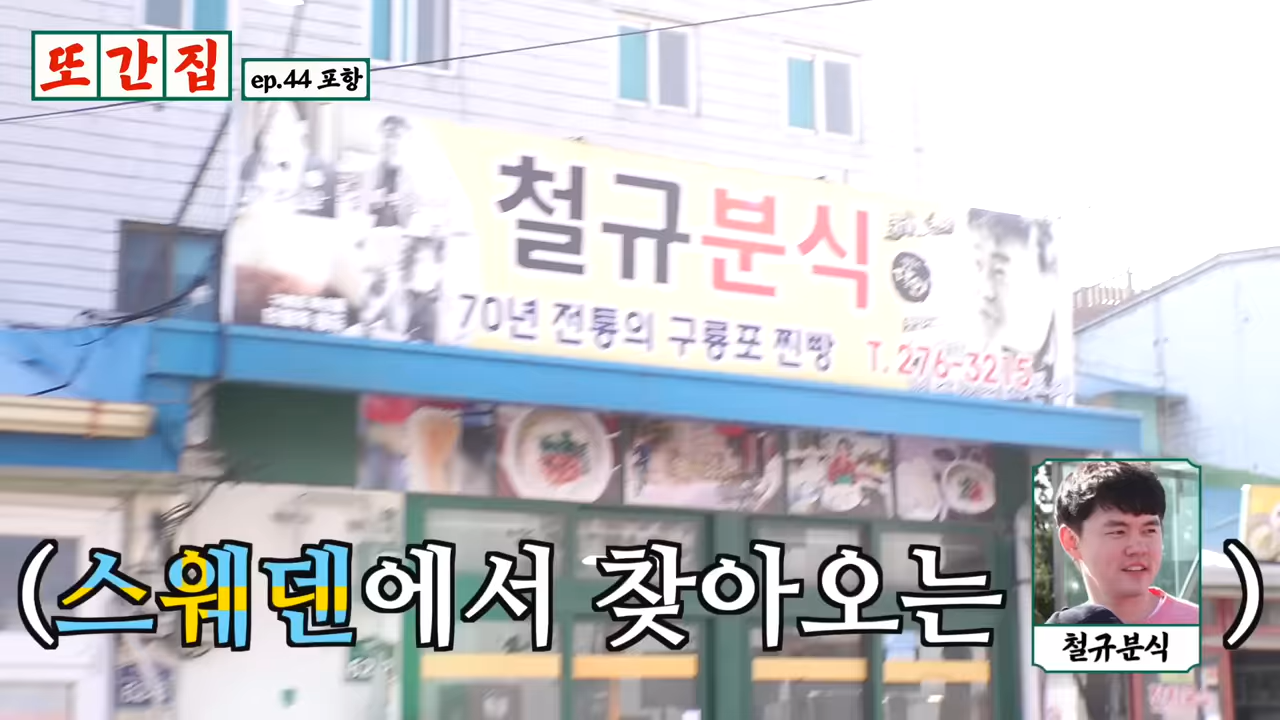 또간집
ep.44 포항
철규분식
70년 전통의 구룡포 찐빵
T. 276-3215
(스웨덴에서 찾아오는 )
철규분식